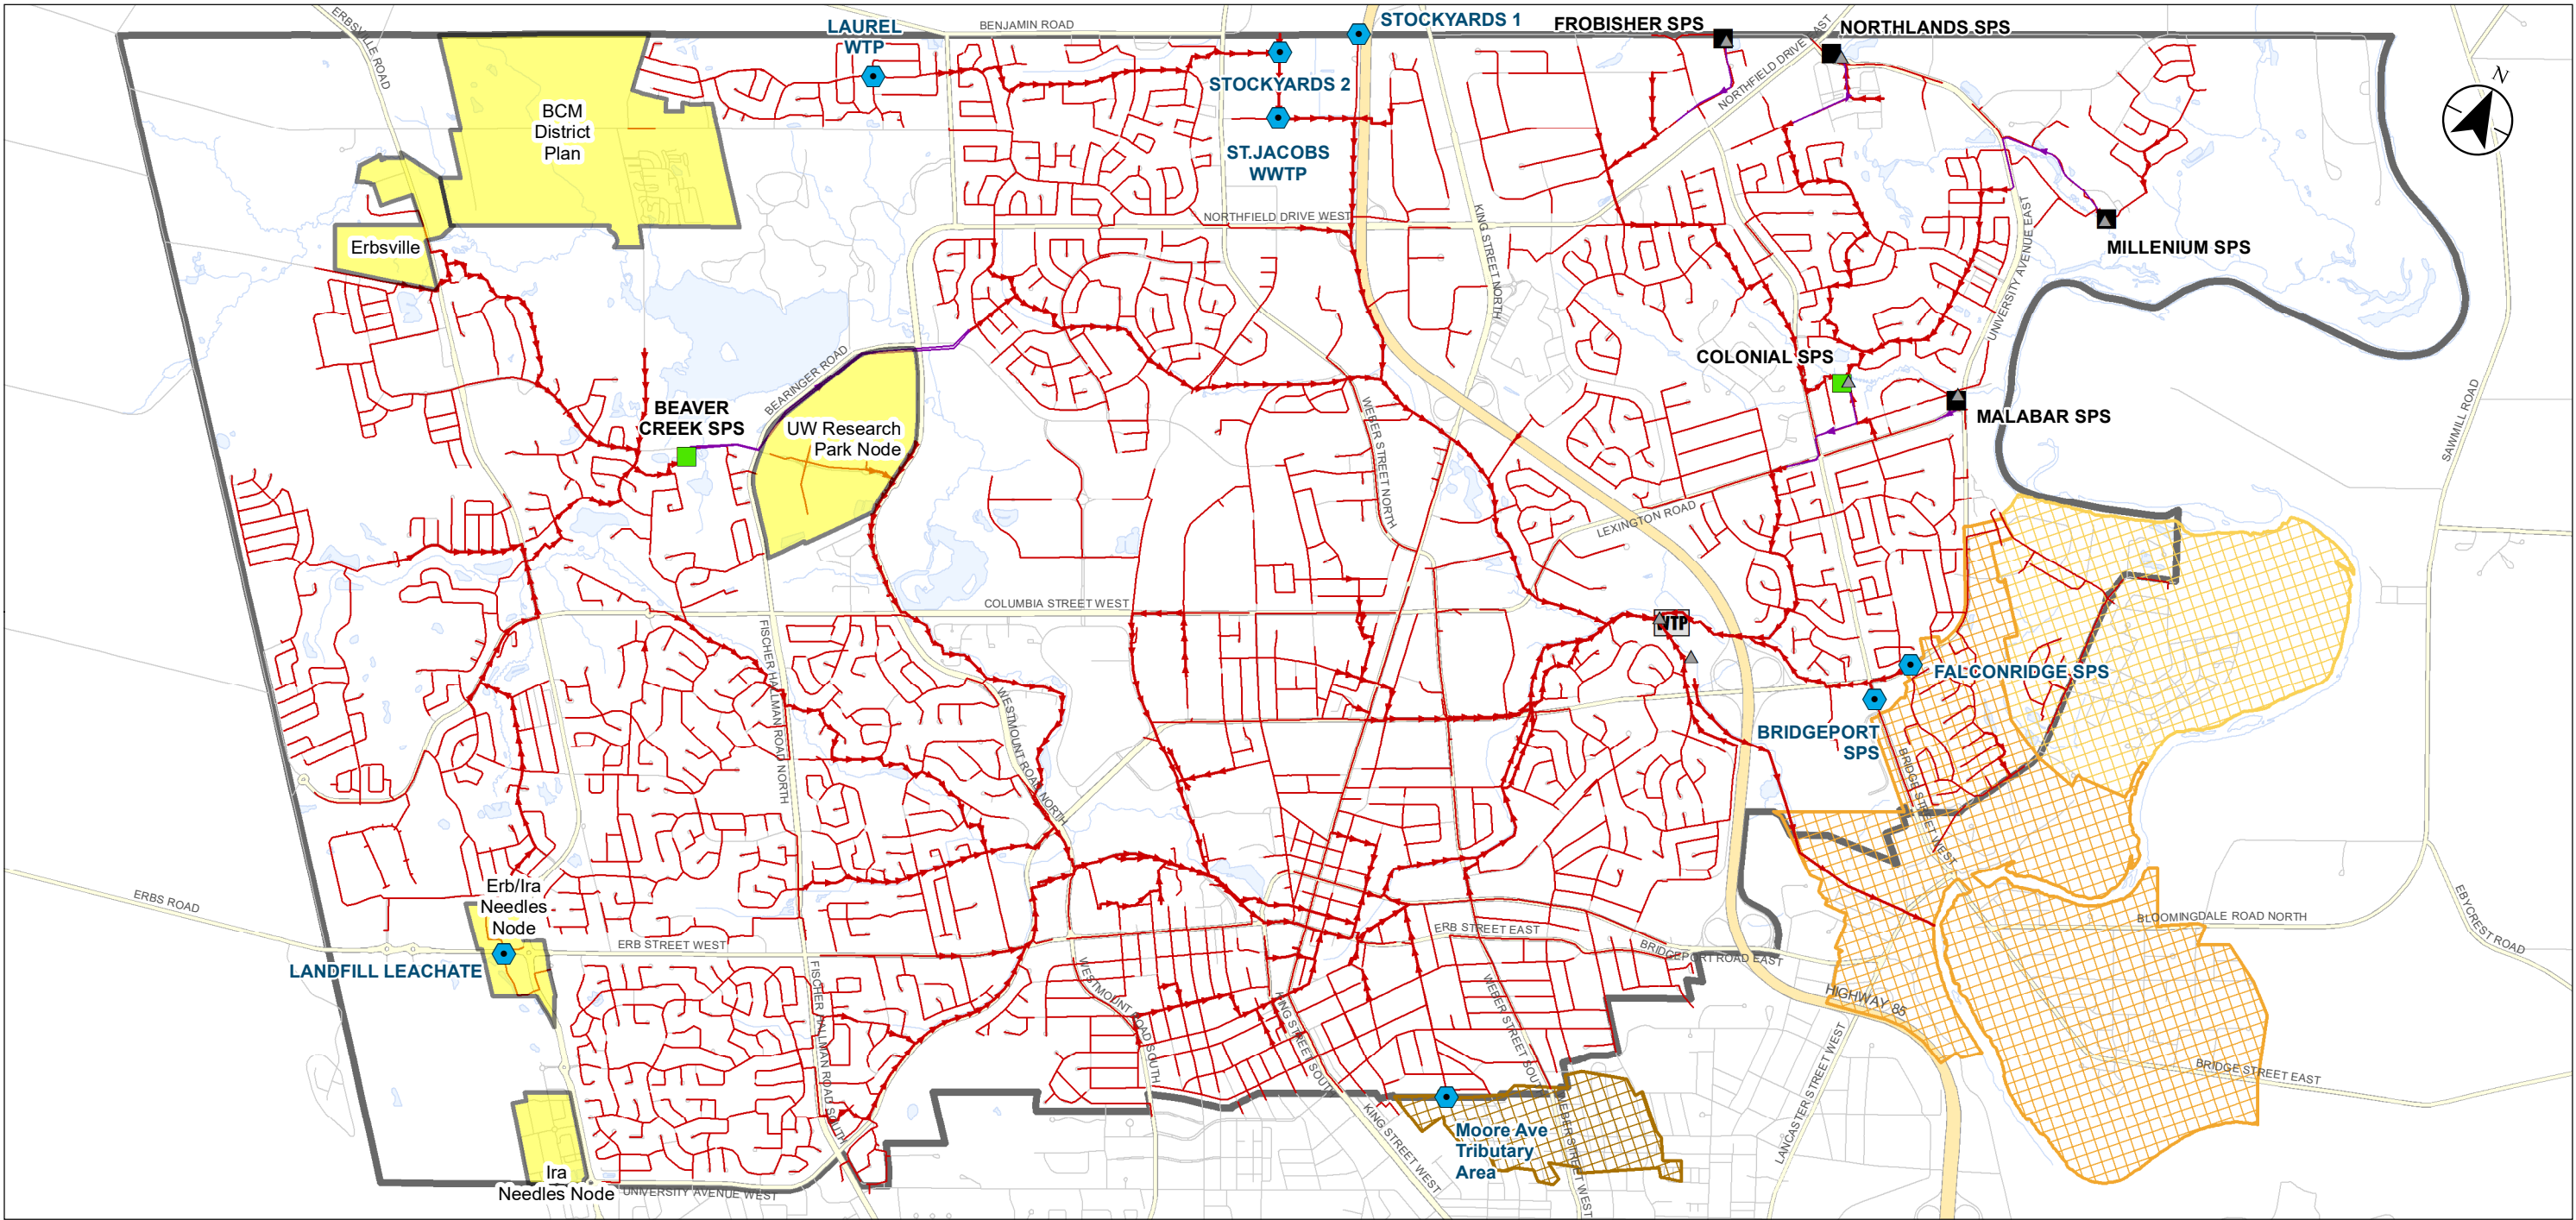 ERBSVILLE ROAD
BENJAMIN ROAD
LAUREL
WTP
STOCKYARDS 1
FROBISHER SPS
NORTHLANDS SPS
N
STOCKYARDS 2
NORTHFIELD DRIVE EAST
BCM
District
Plan
ST.JACOBS
WWTP
NORTHFIELD DRIVE WEST
KING STREET NORTH
UNIVERSITY AVENUE EAST
MILLENIUM SPS
Erbsville
BEARINGER ROAD
COLONIAL SPS
MALABAR SPS
SAWMILL ROAD
BEAVER
CREEK SPS
UW Research
Park Node
WEBER STREET NORTH
LEXINGTON ROAD
COLUMBIA STREET WEST
FISCHER HALLMAN ROAD NORTH
WTP
FALCONRIDGE SPS
WESTMOUNT ROAD NORTH
BRIDGEPORT
SPS
BRIDGE STREET WEST
Erb/Ira
Needles
Node
ERBS ROAD
ERB STREET WEST
ERB STREET EAST
BRIDGEPORT ROAD EAST
BLOOMINGDALE ROAD NORTH
EBYCREST ROAD
LANDFILL LEACHATE
FISCHER HALLMAN ROAD SOUTH
WESTMOUNT ROAD SOUTH
KING STREET SOUTH
WEBER STREET SOUTH
HIGHWAY 85
LANCASTER STREET WEST
BRIDGE STREET EAST
Moore Ave
Tributary
Area
KING STREET WEST
WEBER STREET WEST
Ira
Needles Node
UNIVERSITY AVENUE WEST